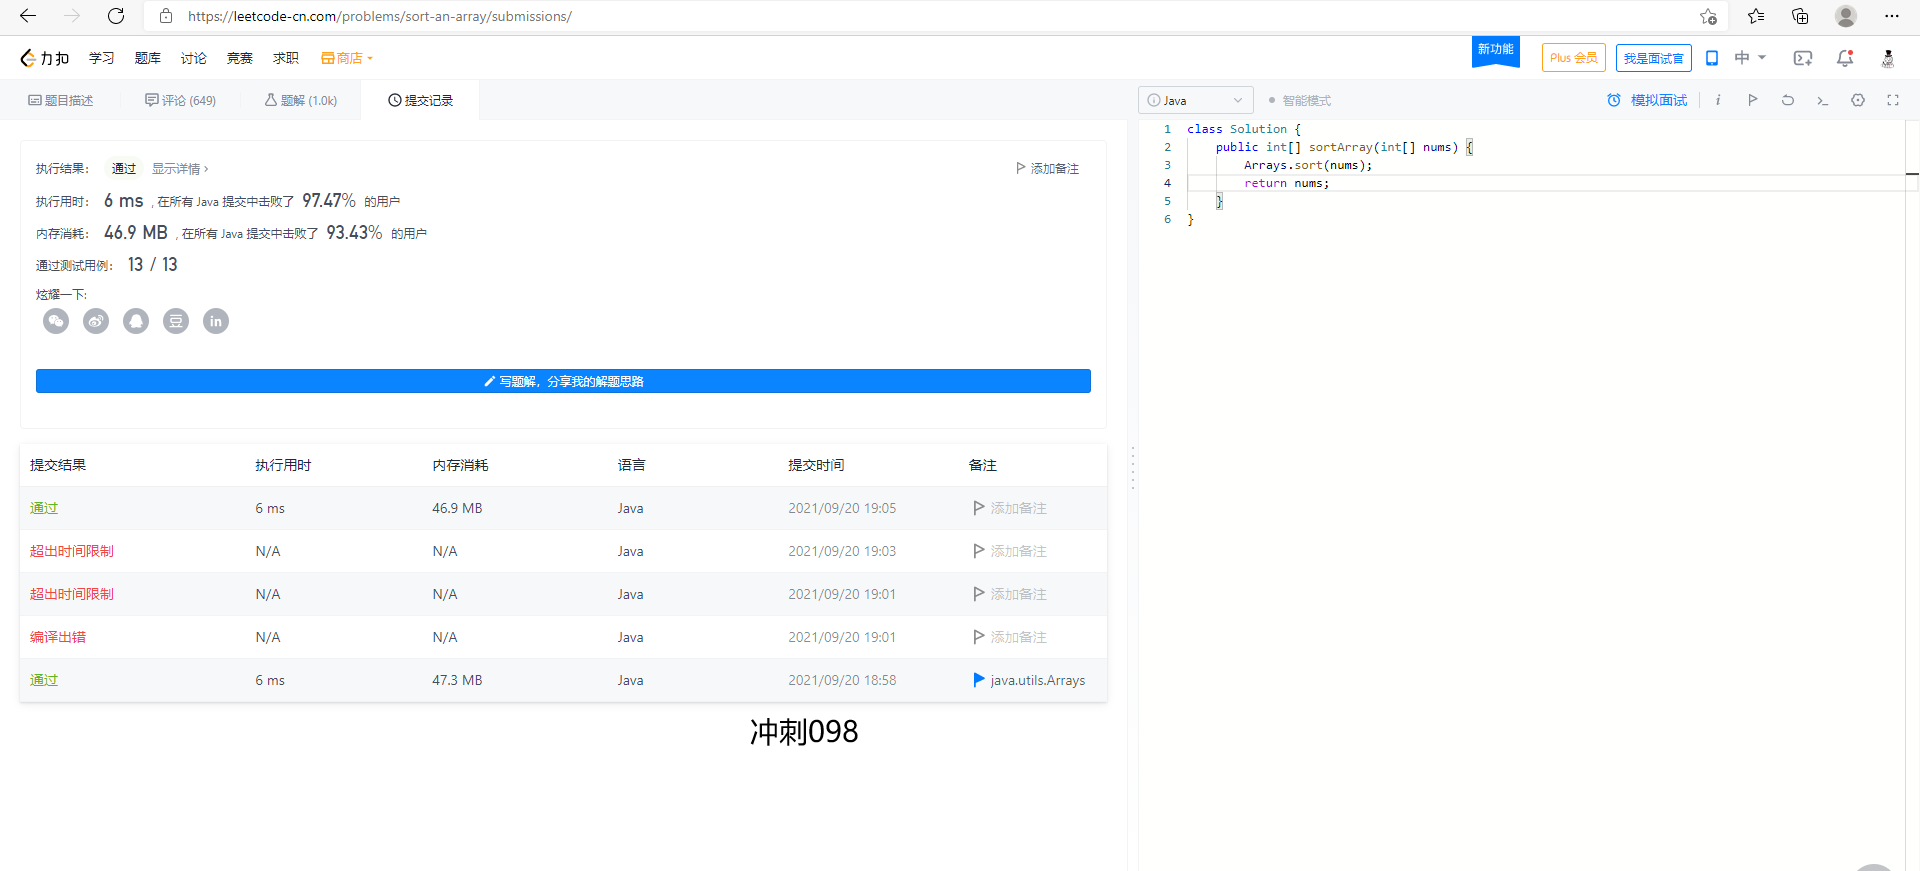 https://leetcode-cn.com/problems/sort-an-array/submissions/
力扣 学习 题库 讨论 竞赛 求职 商店 新功能 Plus 会员 我是面试官 中
题目描述 评论 (649) 题解 (1.0k) 提交记录
Java 智能模式 模拟面试 i
执行结果： 通过 显示详情 > 添加备注
执行用时： 6 ms , 在所有 Java 提交中击败了 97.47% 的用户
内存消耗： 46.9 MB , 在所有 Java 提交中击败了 93.43% 的用户
通过测试用例： 13 / 13
炫耀一下:
豆 in
写题解，分享我的解题思路
提交结果 执行用时 内存消耗 语言 提交时间 备注
通过 6 ms 46.9 MB Java 2021/09/20 19:05 添加备注
超出时间限制 N/A N/A Java 2021/09/20 19:03 添加备注
超出时间限制 N/A N/A Java 2021/09/20 19:01 添加备注
编译出错 N/A N/A Java 2021/09/20 19:01 添加备注
通过 6 ms 47.3 MB Java 2021/09/20 18:58 java.utils.Arrays
冲刺098
1 class Solution {
2 public int[] sortArray(int[] nums) {
3 Arrays.sort(nums);
4 return nums;
5 }
6 }